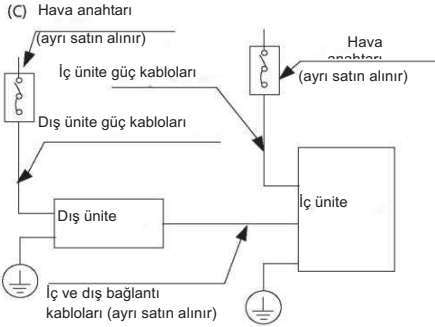 (C) Hava anahtarı
(ayrı satın alınır)
Hava
anahtarı
(ayrı satın alınır)
İç ünite güç kabloları
Dış ünite güç kabloları
Dış ünite
İç ünite
İç ve dış bağlantı
kabloları (ayrı satın alınır)